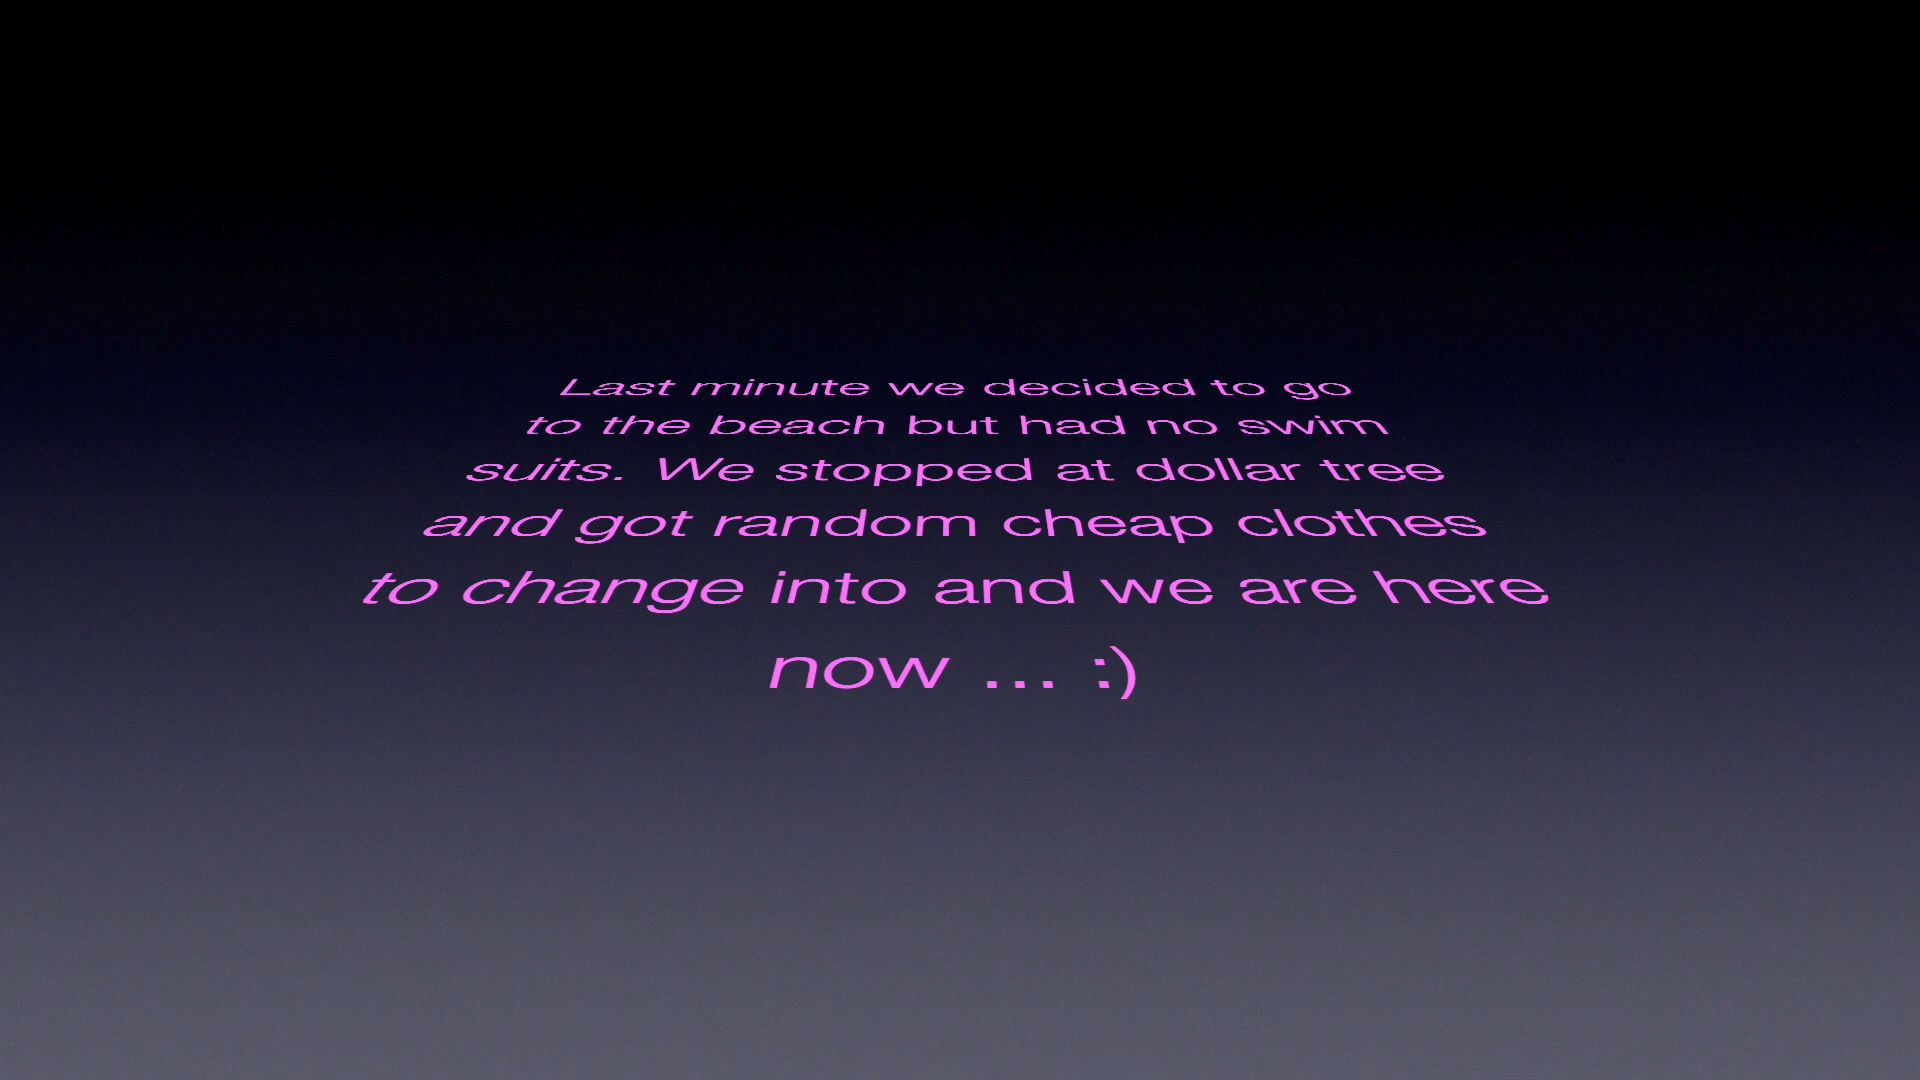 Last minute we decided to go
to the beach but had no swim
suits. We stopped at dollar tree
and got random cheap clothes
to change into and we are here
now ... :)